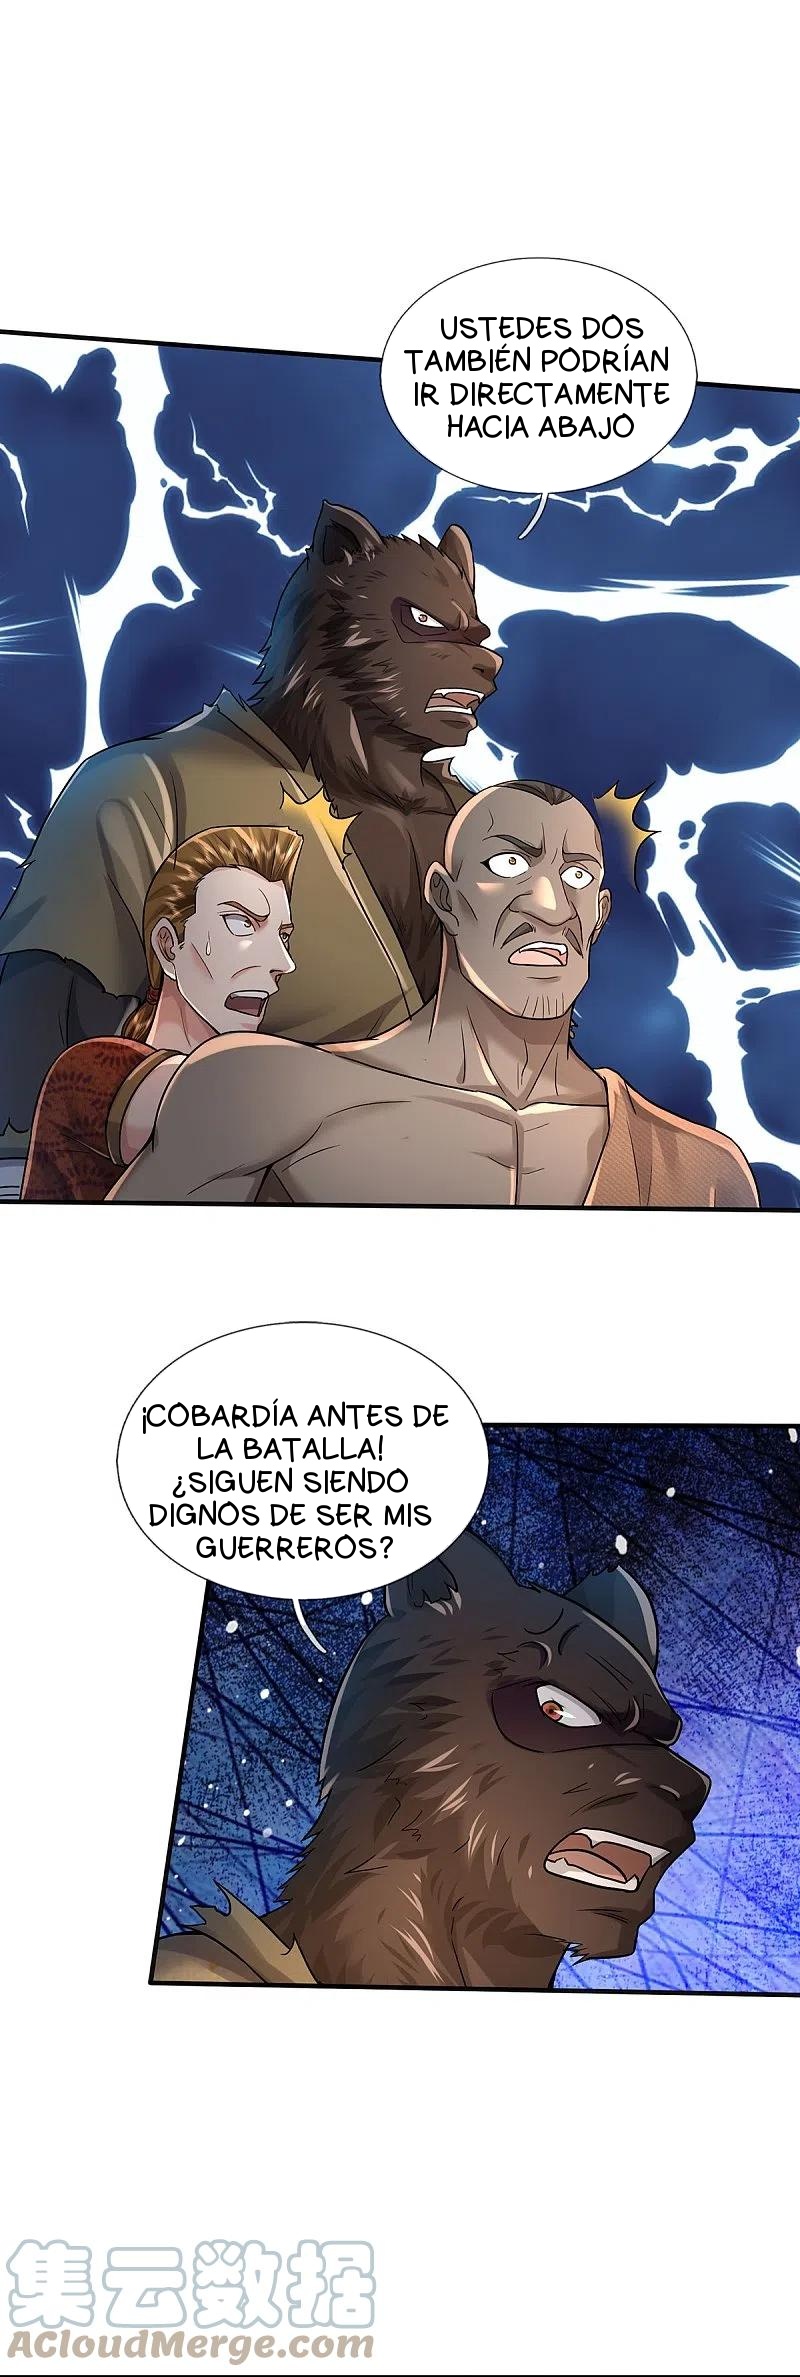 USTEDES DOS
TAMBIÉN PODRÍAN
IR DIRECTAMENTE
HACIA ABAJO
¡COBARDÍA ANTES DE
LA BATALLA!
¿SIGUEN SIENDO
DIGNOS DE SER MIS
GUERREROS?
集云数据
ACloudMerge.com